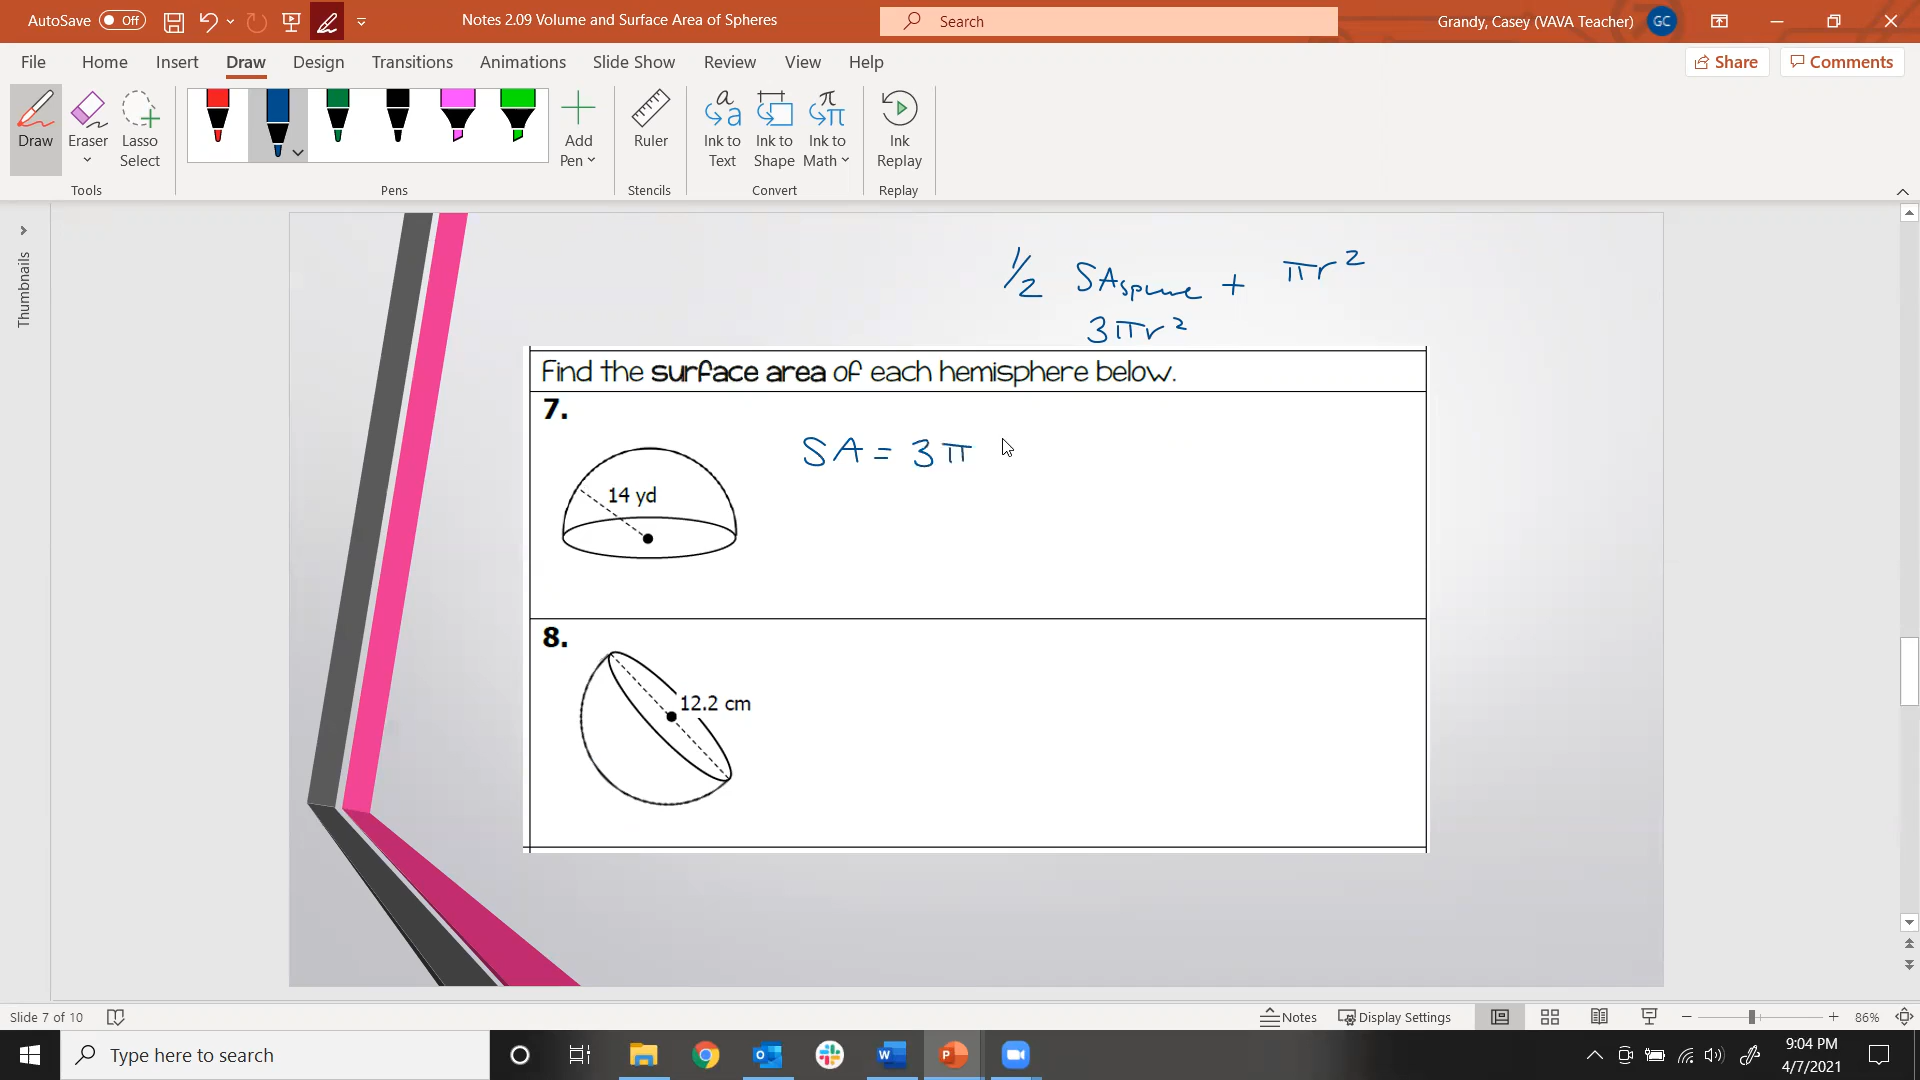 AutoSave Off Notes 2.09 Volume and Surface Area of Spheres Search Grandy, Casey (VAVA Teacher) GC
File Home Insert Draw Design Transitions Animations Slide Show Review View Help Share Comments
Draw Eraser Lasso Select Add Pen Ruler Ink to Text Ink to Shape Ink to Math Ink Replay
Tools Pens Stencils Convert Replay
Thumbnails
1/2 SA sphere + πr²
3πr²
Find the surface area of each hemisphere below.
7.
SA = 3π
14 yd
8.
12.2 cm
Slide 7 of 10 Notes Display Settings 86%
Type here to search 9:04 PM
4/7/2021